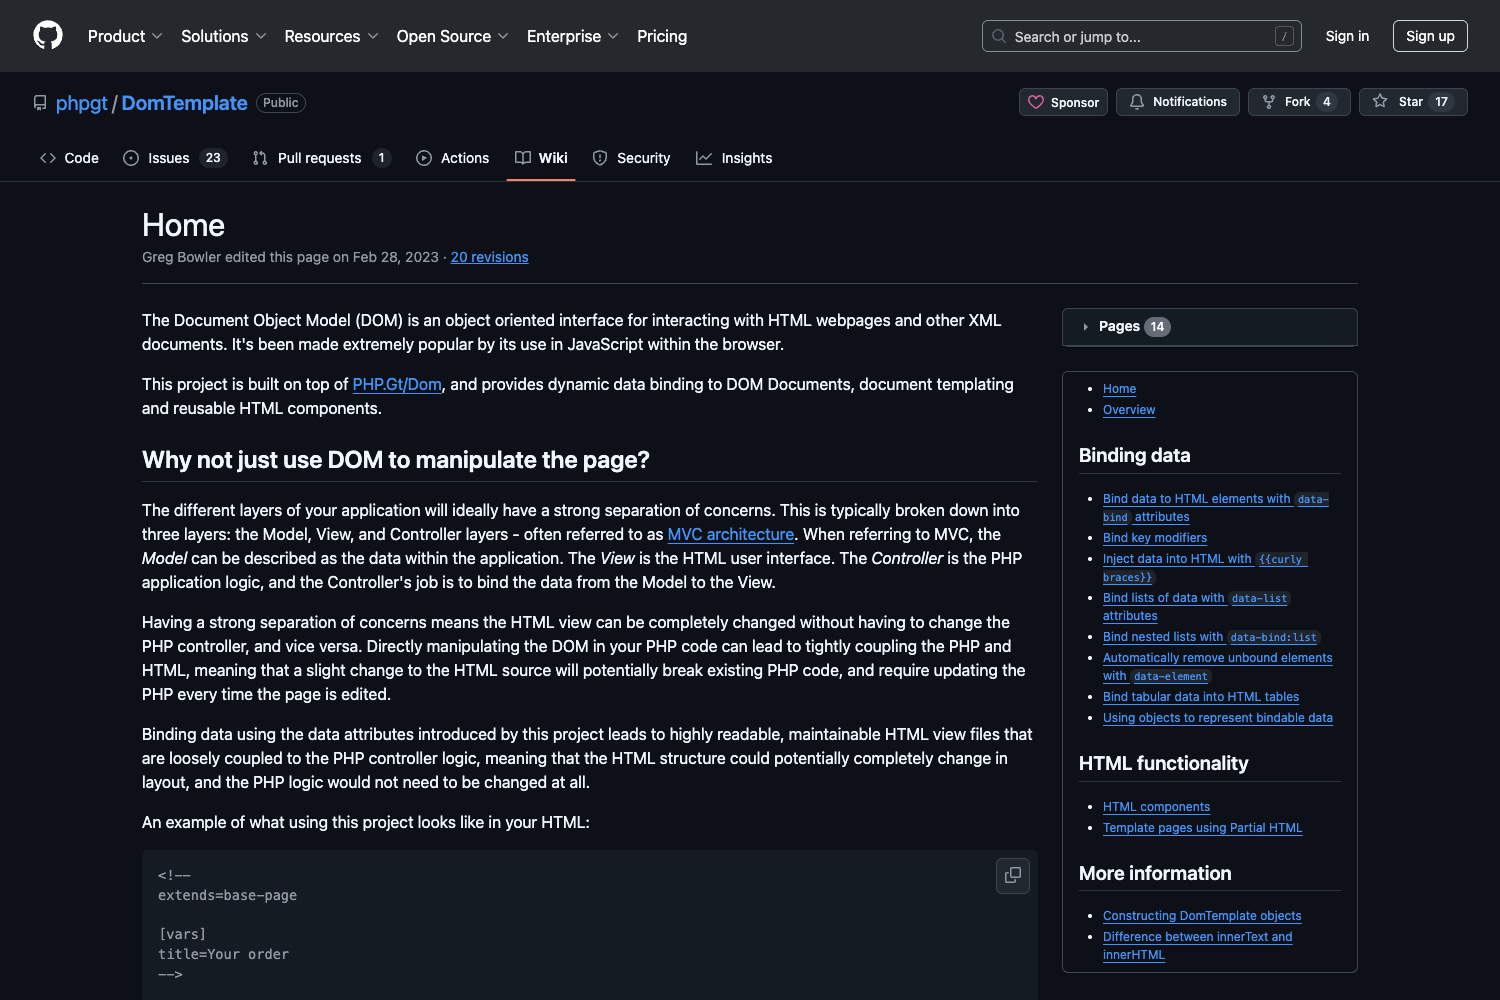 Product Solutions Resources Open Source Enterprise Pricing Search or jump to... / Sign in Sign up
phpgt / DomTemplate Public Sponsor Notifications Fork 4 Star 17
Code Issues 23 Pull requests 1 Actions Wiki Security Insights
Home
Greg Bowler edited this page on Feb 28, 2023 · 20 revisions
The Document Object Model (DOM) is an object oriented interface for interacting with HTML webpages and other XML
documents. It's been made extremely popular by its use in JavaScript within the browser.
This project is built on top of PHP.Gt/Dom, and provides dynamic data binding to DOM Documents, document templating
and reusable HTML components.
Why not just use DOM to manipulate the page?
The different layers of your application will ideally have a strong separation of concerns. This is typically broken down into
three layers: the Model, View, and Controller layers - often referred to as MVC architecture. When referring to MVC, the
Model can be described as the data within the application. The View is the HTML user interface. The Controller is the PHP
application logic, and the Controller's job is to bind the data from the Model to the View.
Having a strong separation of concerns means the HTML view can be completely changed without having to change the
PHP controller, and vice versa. Directly manipulating the DOM in your PHP code can lead to tightly coupling the PHP and
HTML, meaning that a slight change to the HTML source will potentially break existing PHP code, and require updating the
PHP every time the page is edited.
Binding data using the data attributes introduced by this project leads to highly readable, maintainable HTML view files that
are loosely coupled to the PHP controller logic, meaning that the HTML structure could potentially completely change in
layout, and the PHP logic would not need to be changed at all.
An example of what using this project looks like in your HTML:
<!--
extends=base-page
[vars]
title=Your order
-->
Pages 14
Home
Overview
Binding data
Bind data to HTML elements with data-
bind attributes
Bind key modifiers
Inject data into HTML with {{curly
braces}}
Bind lists of data with data-list
attributes
Bind nested lists with data-bind:list
Automatically remove unbound elements
with data-element
Bind tabular data into HTML tables
Using objects to represent bindable data
HTML functionality
HTML components
Template pages using Partial HTML
More information
Constructing DomTemplate objects
Difference between innerText and
innerHTML